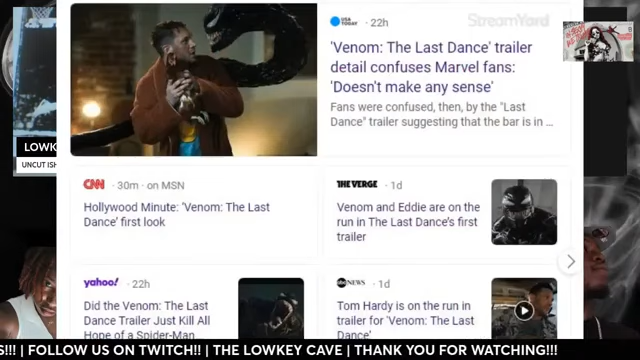 USA TODAY · 22h
StreamYard
'Venom: The Last Dance' trailer
detail confuses Marvel fans:
'Doesn't make any sense'
Fans were confused, then, by the "Last
Dance" trailer suggesting that the bar is in ...
LOWK
UNCUT ISH
CNN · 30m · on MSN
Hollywood Minute: 'Venom: The Last
Dance' first look
THE VERGE · 1d
Venom and Eddie are on the
run in The Last Dance's first
trailer
yahoo! · 22h
Did the Venom: The Last
Dance Trailer Just Kill All
Hope of a Spider-Man
abc NEWS · 1d
Tom Hardy is on the run in
trailer for 'Venom: The Last
Dance'
S!!! | FOLLOW US ON TWITCH!! | THE LOWKEY CAVE | THANK YOU FOR WATCHING!!!